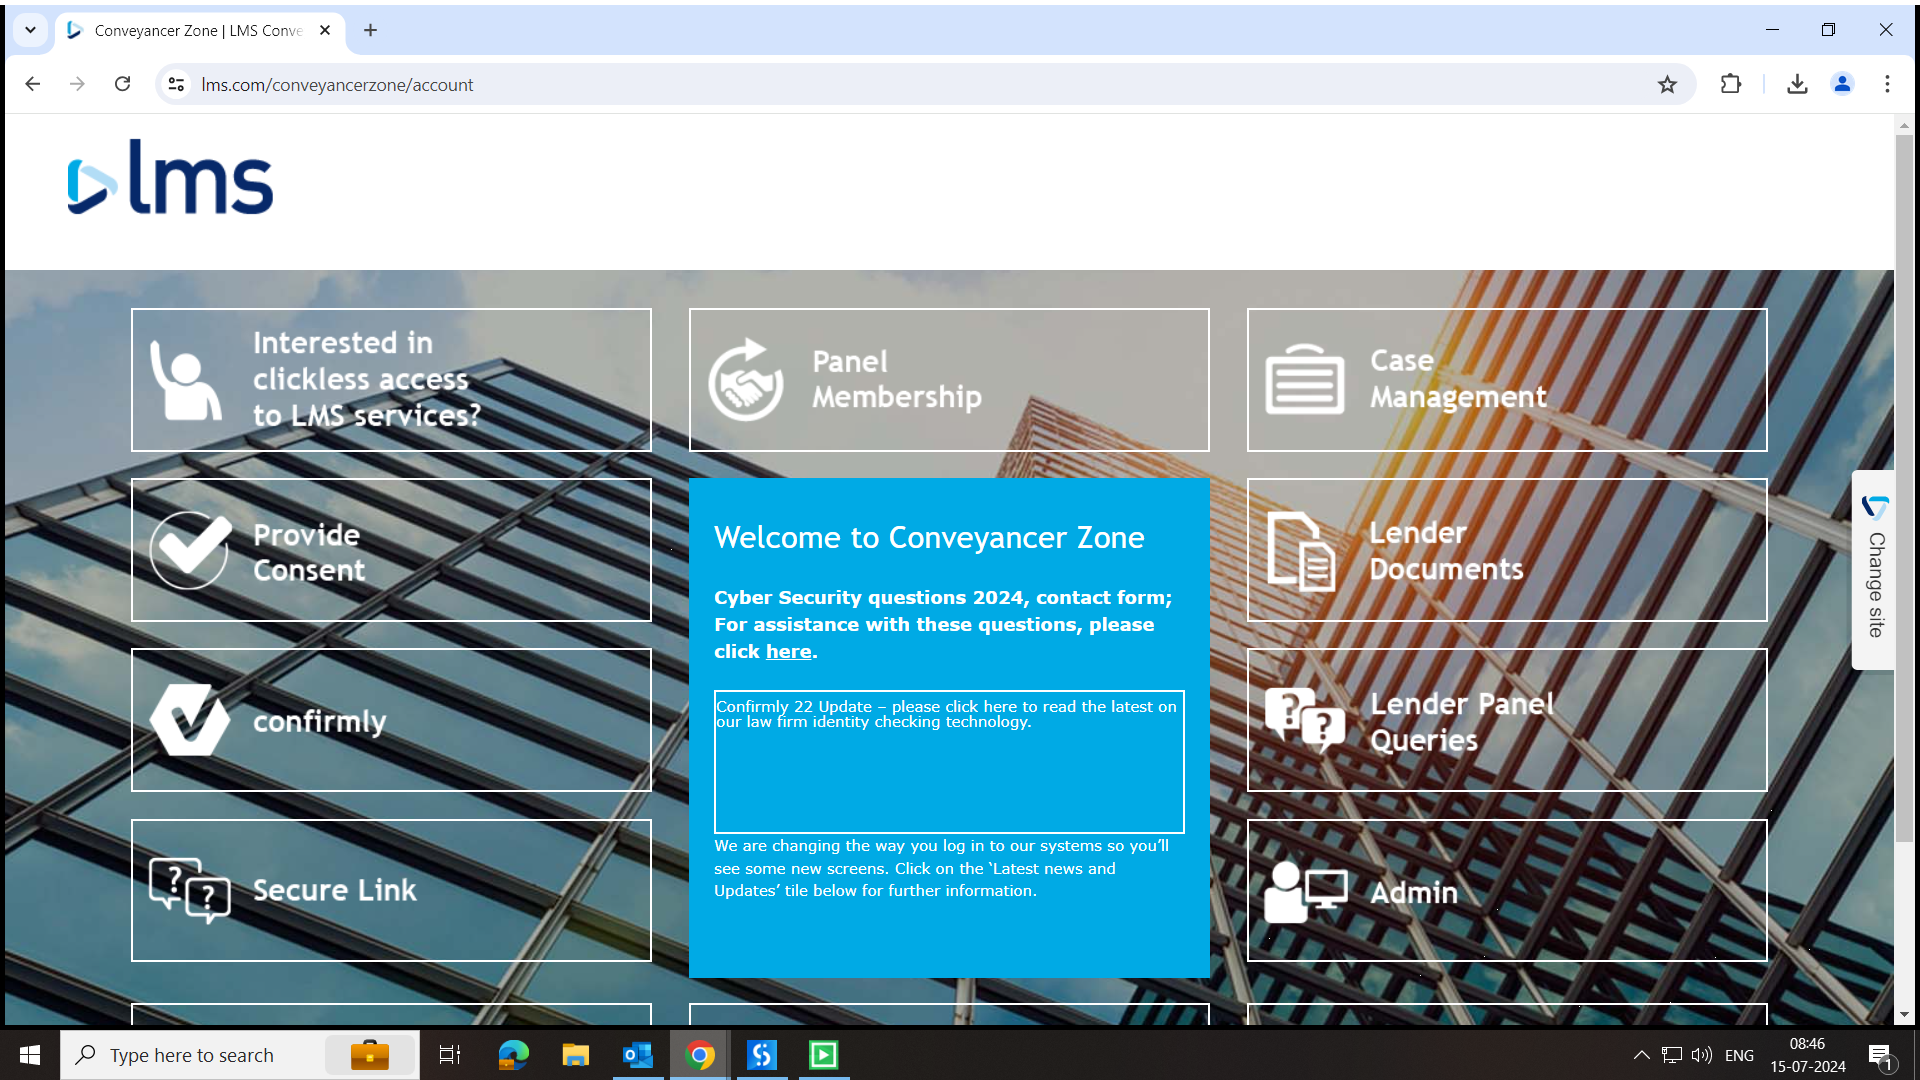 Conveyancer Zone | LMS Conve
lms.com/conveyancerzone/account
lms
Interested in
clickless access
to LMS services?
Panel
Membership
Case
Management
Provide
Consent
Welcome to Conveyancer Zone
Cyber Security questions 2024, contact form;
For assistance with these questions, please
click here.
Confirmly 22 Update – please click here to read the latest on
our law firm identity checking technology.
We are changing the way you log in to our systems so you’ll
see some new screens. Click on the ‘Latest news and
Updates’ tile below for further information.
Lender
Documents
Change site
confirmly
Lender Panel
Queries
Secure Link
Admin
Type here to search
ENG
08:46
15-07-2024
1